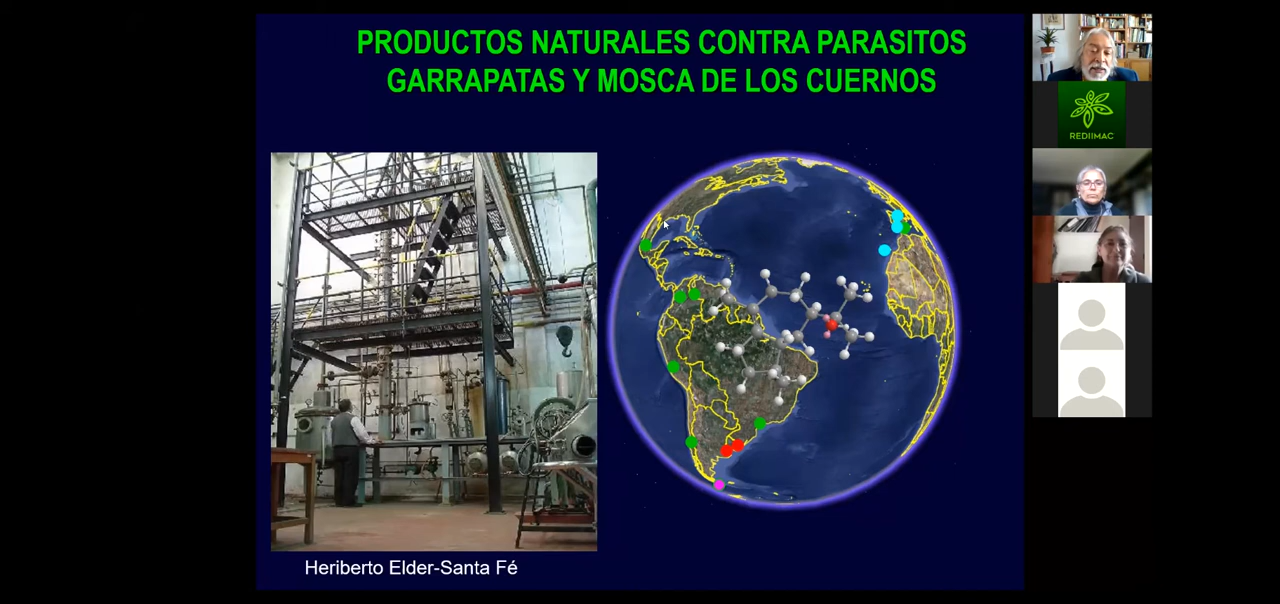 PRODUCTOS NATURALES CONTRA PARASITOS
GARRAPATAS Y MOSCA DE LOS CUERNOS
REDIIMAC
Heriberto Elder-Santa Fé